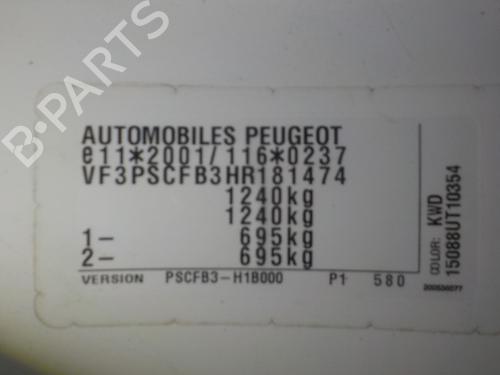 B-PARTS
AUTOMOBILES PEUGEOT
e11*2001/116*0237
VF3PSCFB3HR181474
1240kg
1240kg
1- 695kg
2- 695kg
VERSION PSCFB3-H1B000 P1 580
COLOR: KWD
15088UT10354